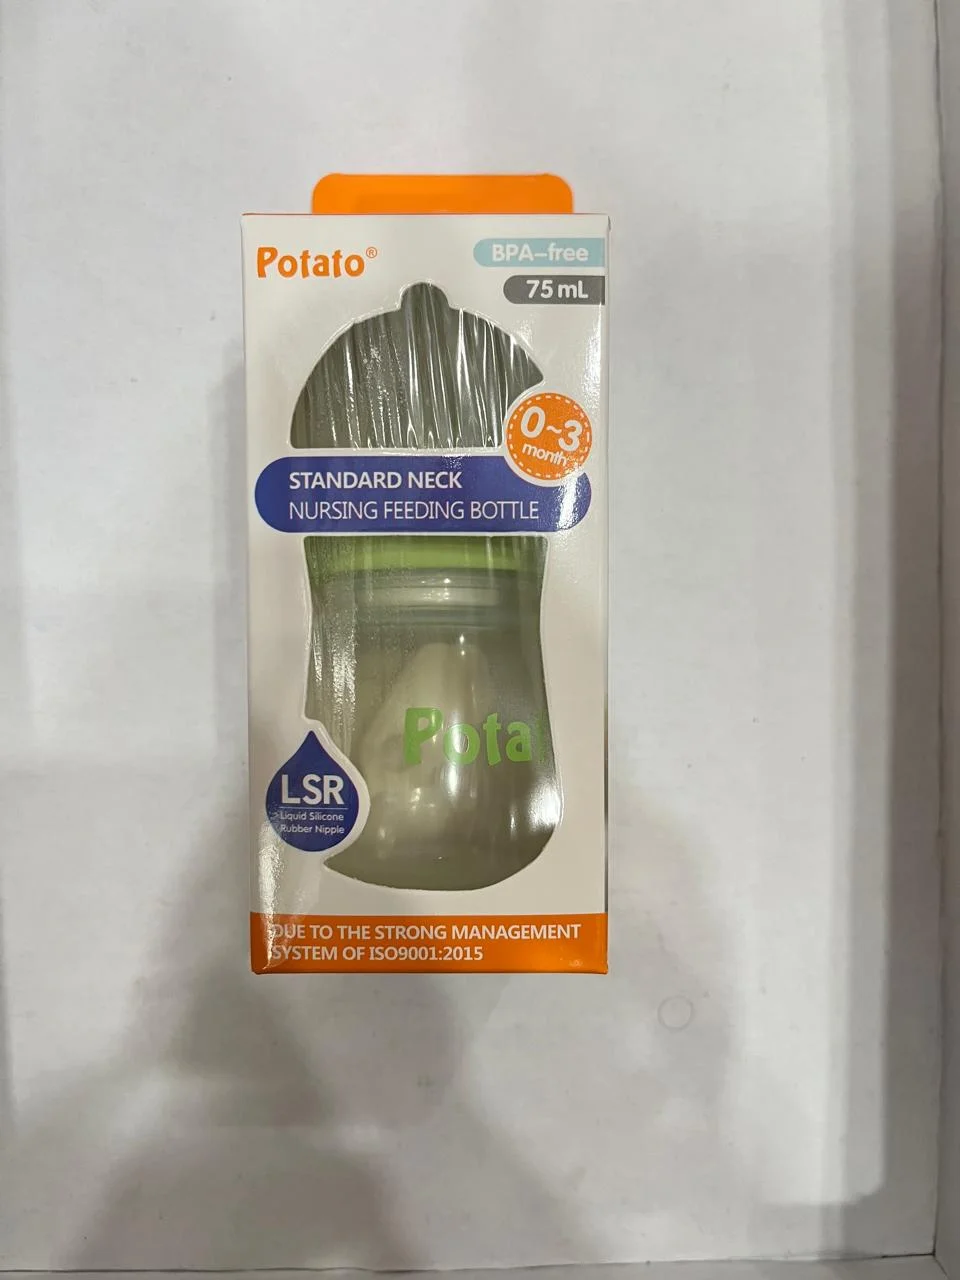 Potato®
BPA-free
75 mL
0~3
month
STANDARD NECK
NURSING FEEDING BOTTLE
Pota
LSR
Liquid Silicone
Rubber Nipple
DUE TO THE STRONG MANAGEMENT
SYSTEM OF ISO9001:2015